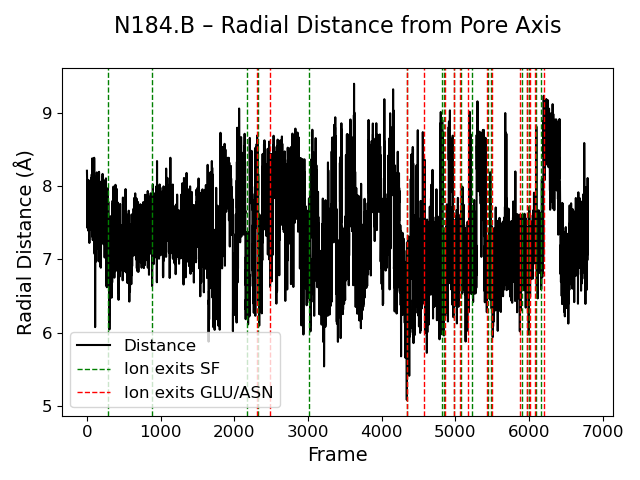 N184.B – Radial Distance from Pore Axis
Radial Distance (Å)
9
8
7
6
5
Distance
Ion exits SF
Ion exits GLU/ASN
0 1000 2000 3000 4000 5000 6000 7000
Frame